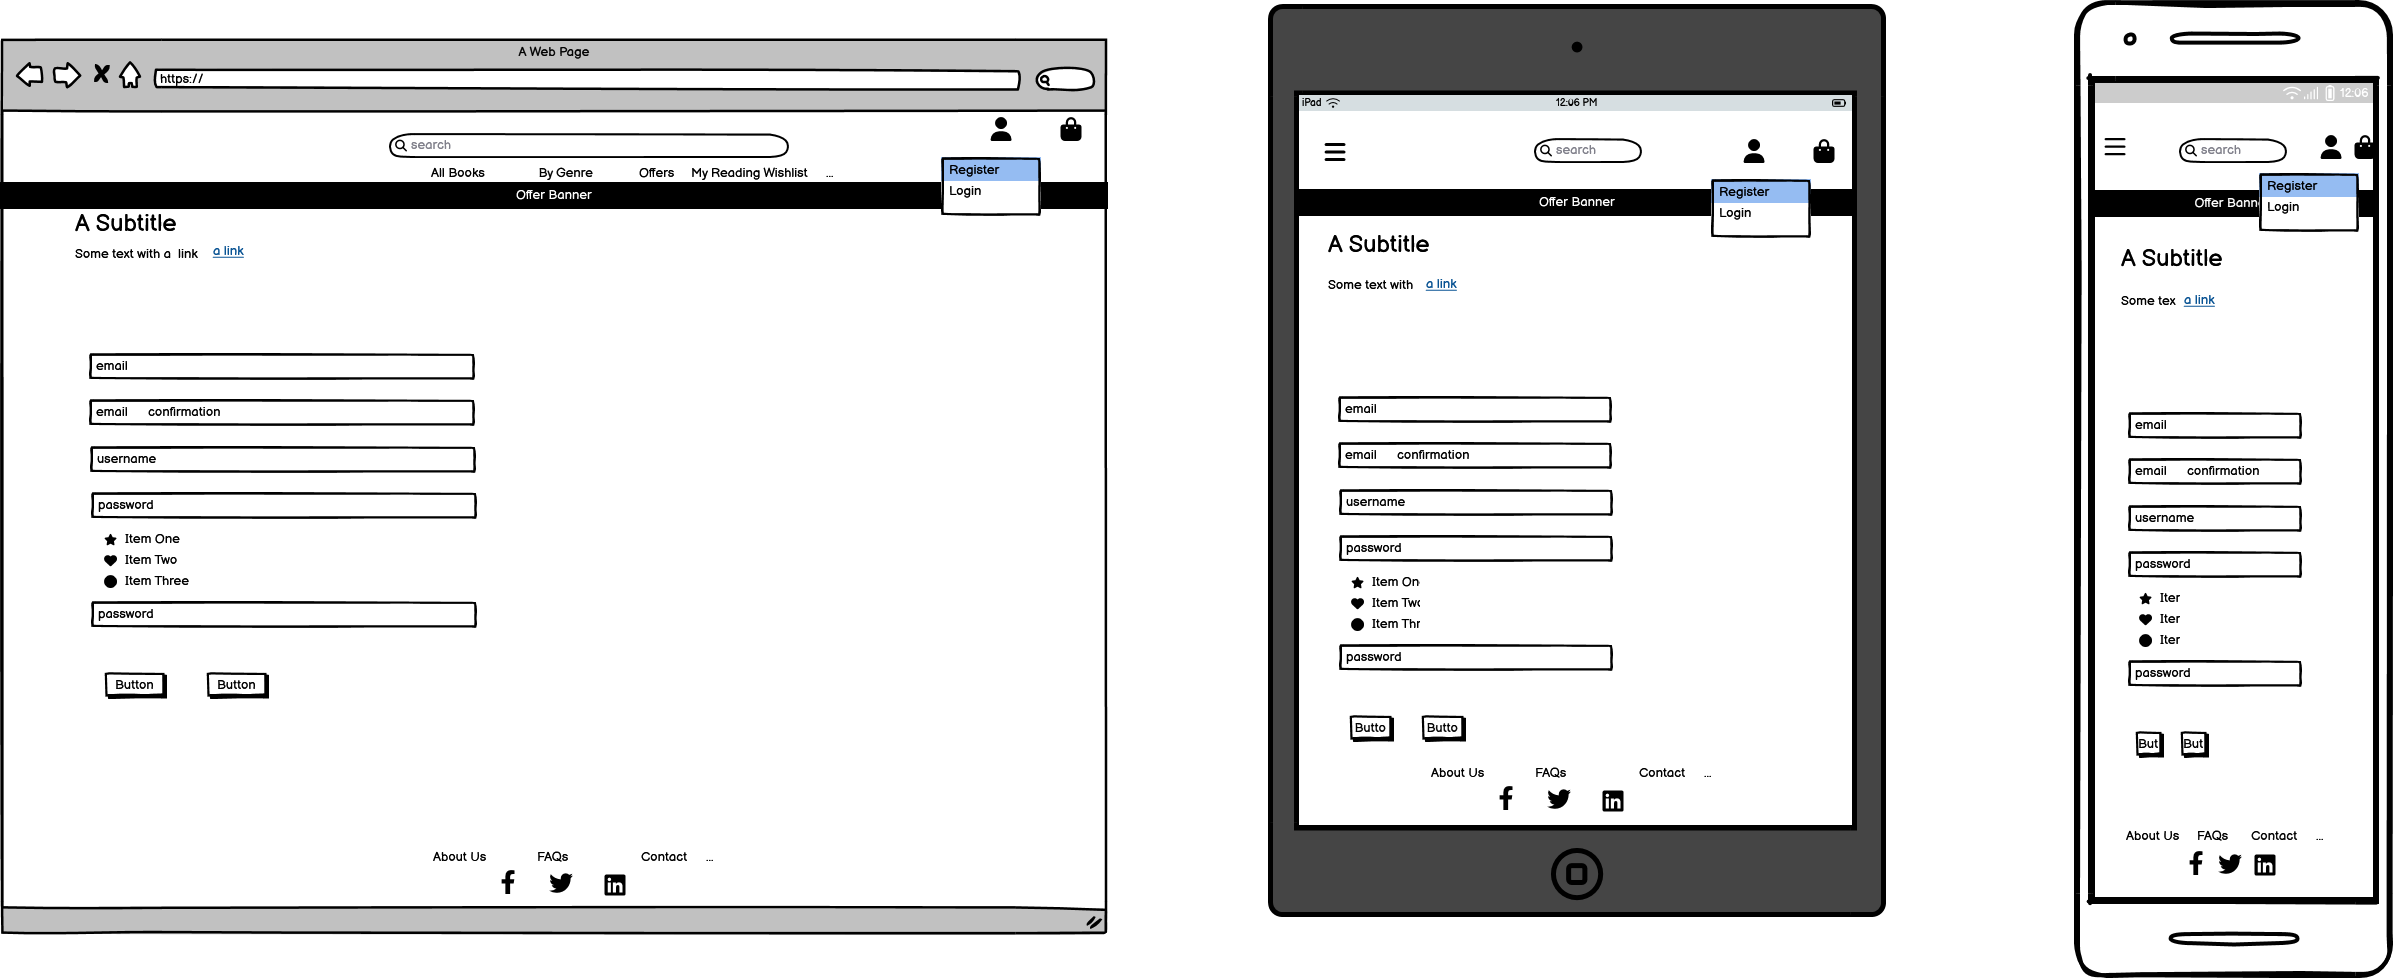 A Web Page
https://
search
All Books By Genre Offers My Reading Wishlist ...
Register
Login
Offer Banner
A Subtitle
Some text with a link a link
email
email confirmation
username
password
Item One
Item Two
Item Three
password
Button Button
About Us FAQs Contact ...
iPad 12:06 PM
search
Register
Login
Offer Banner
A Subtitle
Some text with a link
email
email confirmation
username
password
Item On
Item Two
Item Thr
password
Butto Butto
About Us FAQs Contact ...
12:06
search
Register
Login
Offer Bann
A Subtitle
Some tex a link
email
email confirmation
username
password
Iter
Iter
Iter
password
But But
About Us FAQs Contact ...